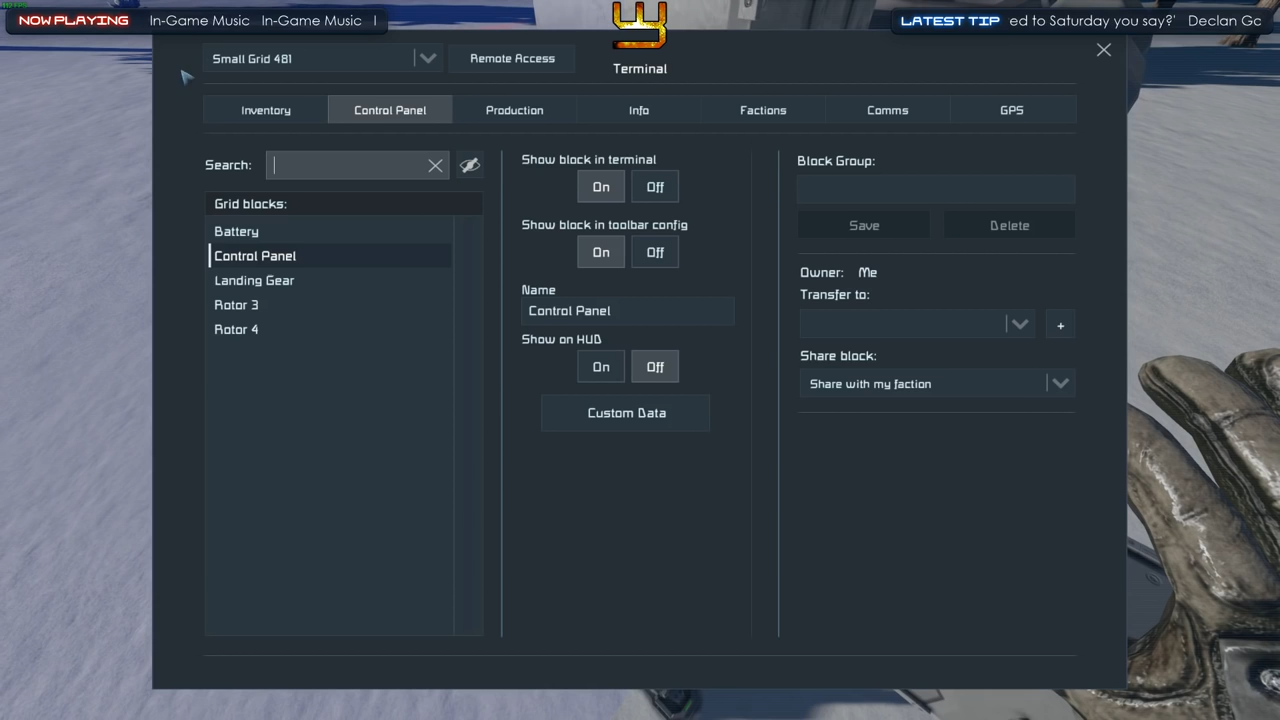 NOW PLAYING In-Game Music In-Game Music
LATEST TIP ed to Saturday you say?' Declan Gc
Small Grid 481
Remote Access
Terminal
Inventory
Control Panel
Production
Info
Factions
Comms
GPS
Search:
Grid blocks:
Battery
Control Panel
Landing Gear
Rotor 3
Rotor 4
Show block in terminal
On Off
Show block in toolbar config
On Off
Name
Control Panel
Show on HUD
On Off
Custom Data
Block Group:
Save Delete
Owner: Me
Transfer to:
+
Share block:
Share with my faction